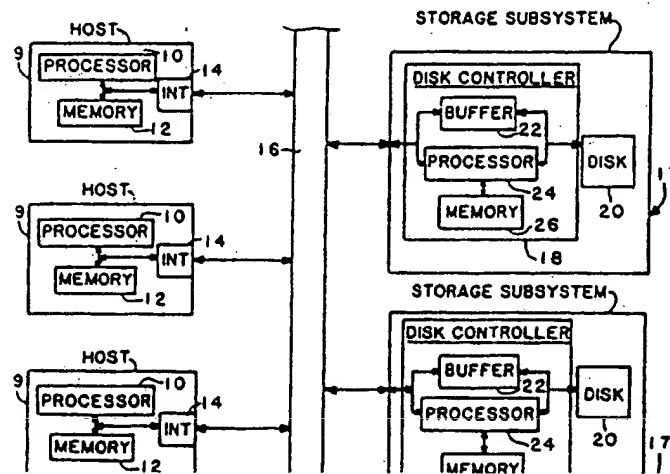 HOST
9
10
PROCESSOR
14
INT
MEMORY
12
HOST
9
10
PROCESSOR
14
INT
MEMORY
12
HOST
9
10
PROCESSOR
14
INT
MEMORY
12
16
STORAGE SUBSYSTEM
DISK CONTROLLER
BUFFER
22
PROCESSOR
24
MEMORY
26
18
DISK
20
STORAGE SUBSYSTEM
DISK CONTROLLER
BUFFER
22
PROCESSOR
24
MEMORY
DISK
20
17